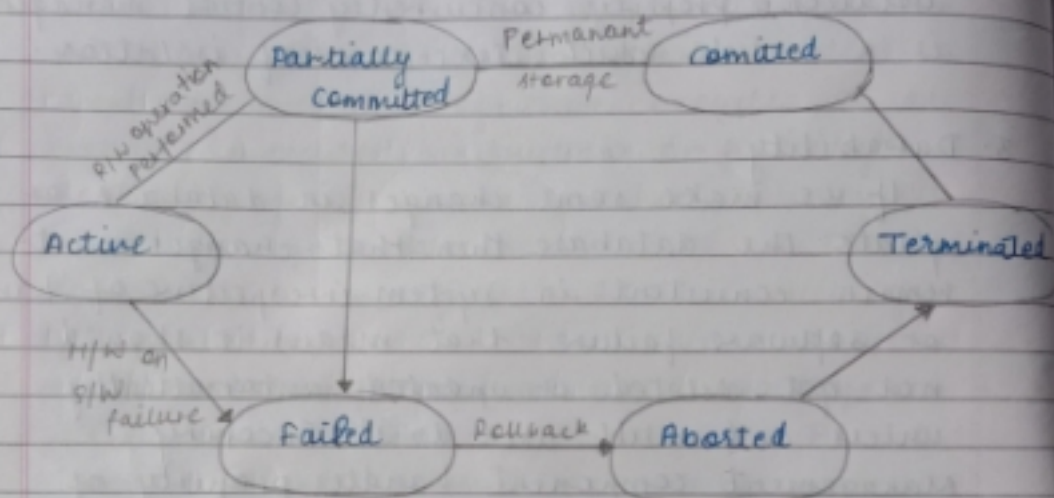 Partially
Committed
Permanant
storage
Comitted
R/W operation
performed
Active
Terminated
H/W or
S/W
failure
Failed
Rollback
Aborted